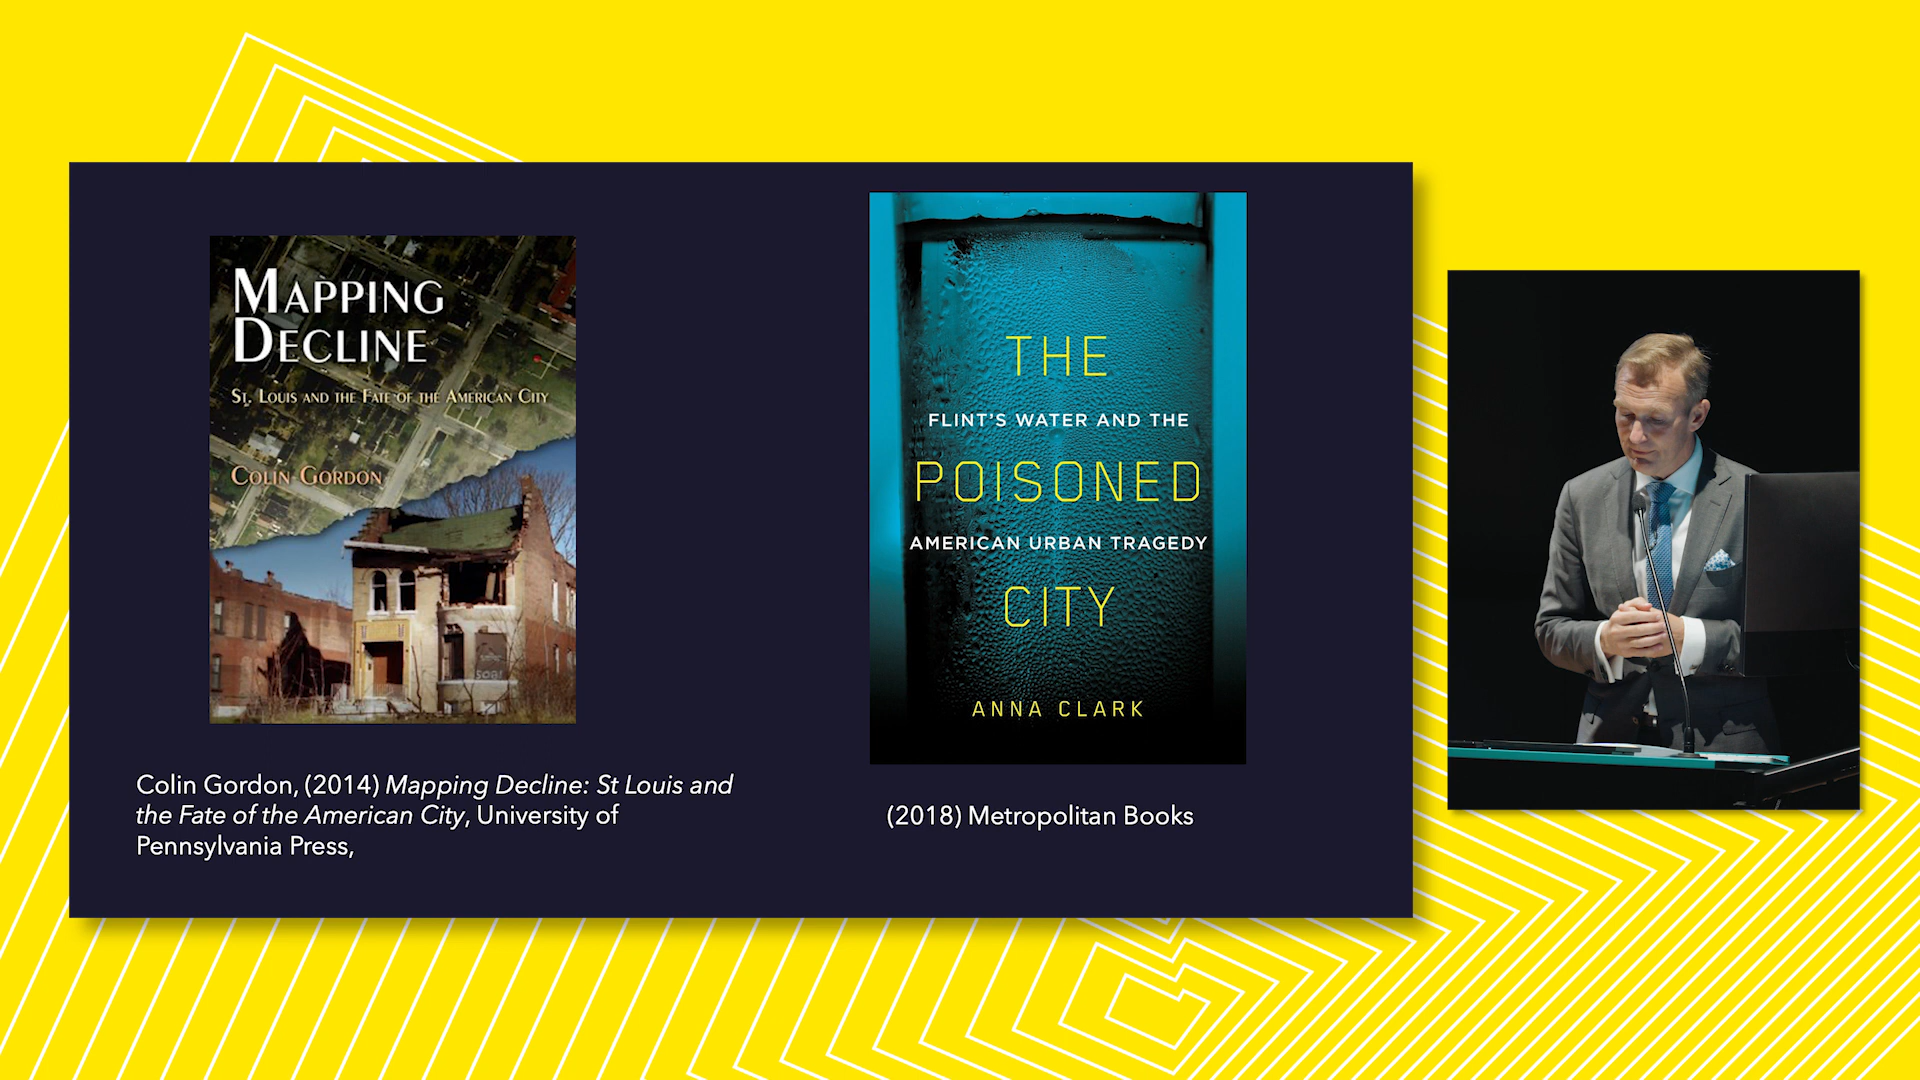 MAPPING
DECLINE
ST. LOUIS AND THE FATE OF THE AMERICAN CITY
COLIN GORDON
Colin Gordon, (2014) Mapping Decline: St Louis and
the Fate of the American City, University of
Pennsylvania Press,
THE
FLINT'S WATER AND THE
POISONED
AMERICAN URBAN TRAGEDY
CITY
ANNA CLARK
(2018) Metropolitan Books